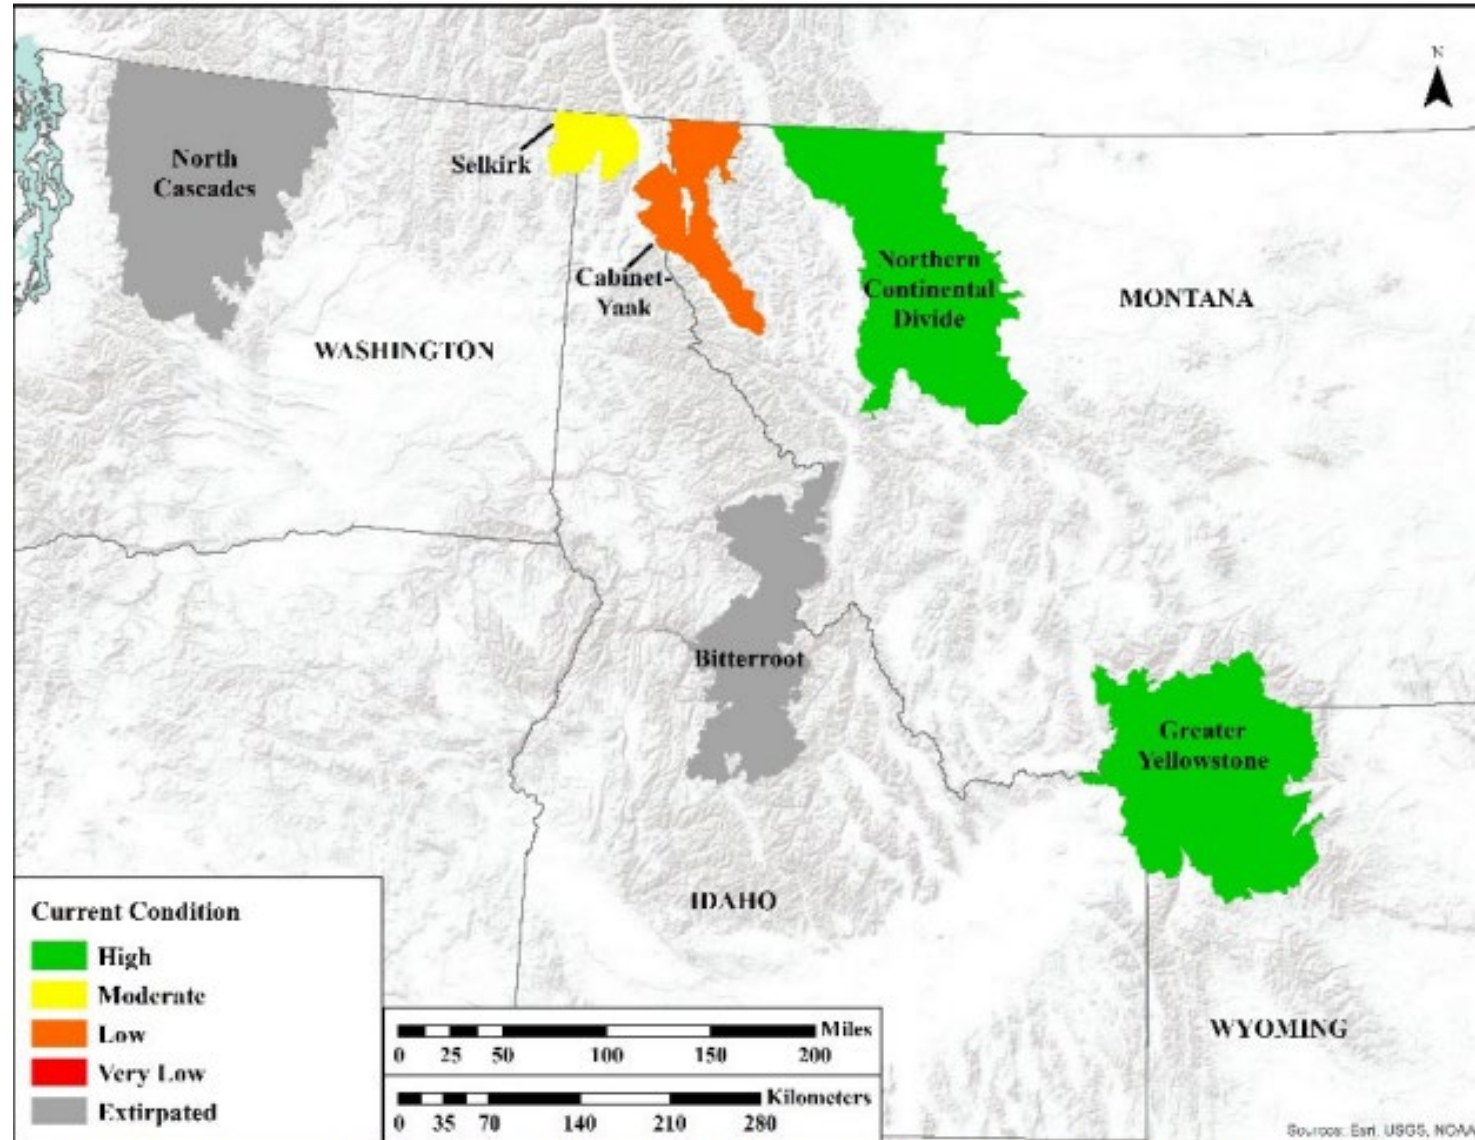 N
North
Cascades
Selkirk
Cabinet-
Yaak
Northern
Continental
Divide
MONTANA
WASHINGTON
Bitterroot
Greater
Yellowstone
IDAHO
WYOMING
Current Condition
High
Moderate
Low
Very Low
Extirpated
Miles
0 25 50 100 150 200
Kilometers
0 35 70 140 210 280
Sources: Esri, USGS, NOAA